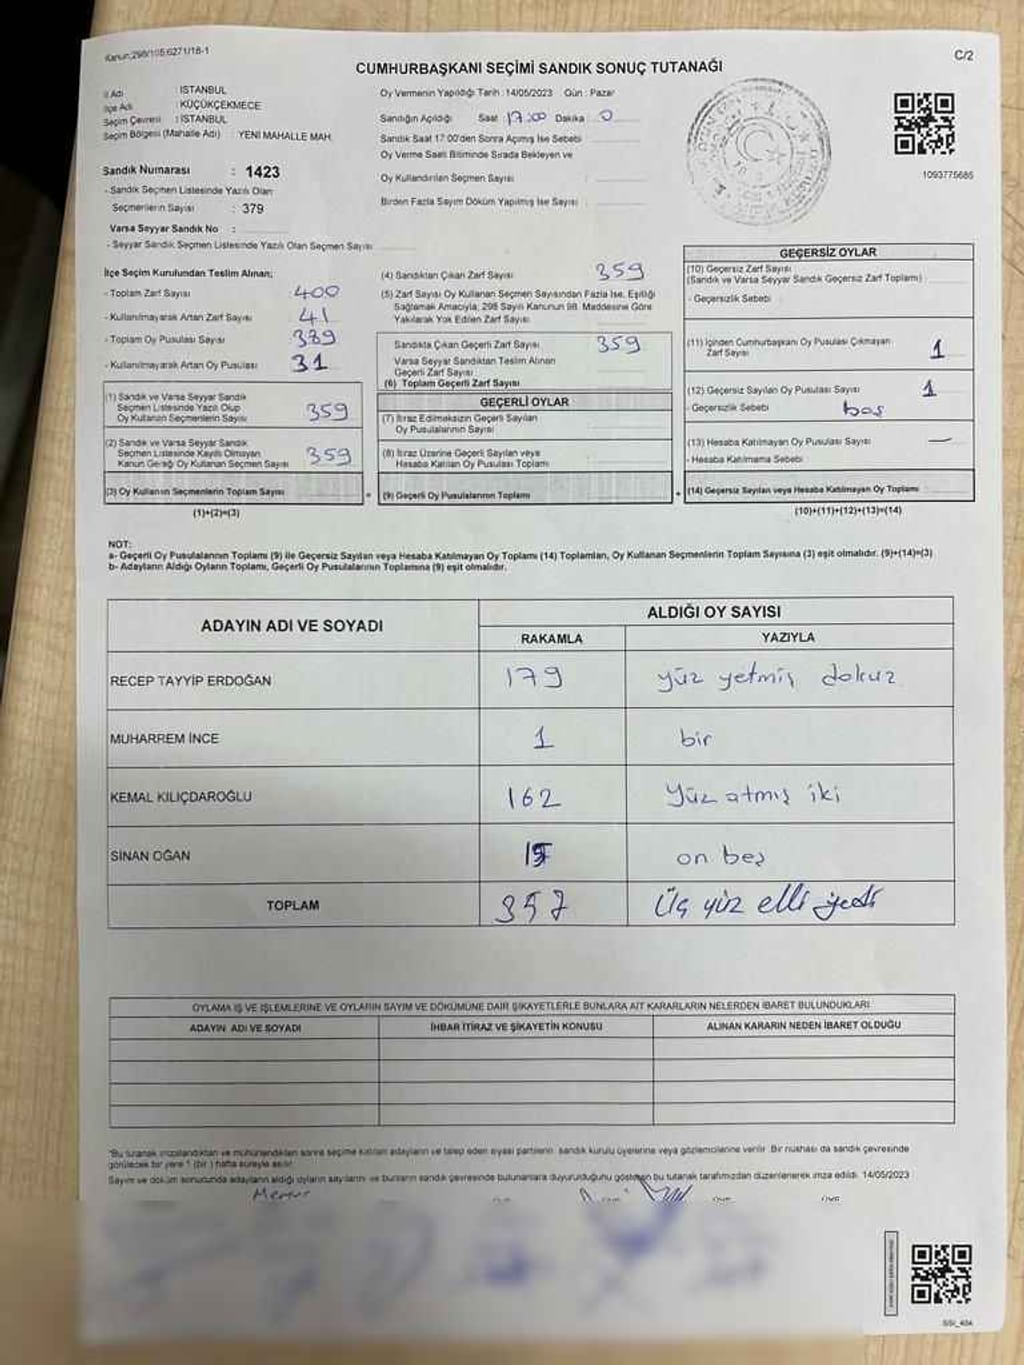 Kanun:298/105:6271/18-1
C/2
CUMHURBAŞKANI SEÇİMİ SANDIK SONUÇ TUTANAĞI
İl Adı : İSTANBUL
İlçe Adı : KÜÇÜKÇEKMECE
Seçim Çevresi : İSTANBUL
Seçim Bölgesi (Mahalle Adı) : YENİ MAHALLE MAH.
Sandık Numarası : 1423
- Sandık Seçmen Listesinde Yazılı Olan
Seçmenlerin Sayısı : 379
Varsa Seyyar Sandık No :
- Seyyar Sandık Seçmen Listesinde Yazılı Olan Seçmen Sayısı
Oy Vermenin Yapıldığı Tarih : 14/05/2023 Gün : Pazar
Sandığın Açıldığı Saat 17:00 Dakika 0
Sandık Saat 17:00'den Sonra Açılmış İse Sebebi
Oy Verme Saati Bitiminde Sırada Bekleyen ve
Oy Kullandırılan Seçmen Sayısı :
Birden Fazla Sayım Döküm Yapılmış İse Sayısı :
1093775685
İlçe Seçim Kurulundan Teslim Alınan;
- Toplam Zarf Sayısı 400
- Kullanılmayarak Artan Zarf Sayısı 41
- Toplam Oy Pusulası Sayısı 389
- Kullanılmayarak Artan Oy Pusulası 31
(1) Sandık ve Varsa Seyyar Sandık
Seçmen Listesinde Yazılı Olup
Oy Kullanan Seçmenlerin Sayısı 359
(2) Sandık ve Varsa Seyyar Sandık
Seçmen Listesinde Kayıtlı Olmayan
Kanun Gereği Oy Kullanan Seçmen Sayısı 359
(3) Oy Kullanan Seçmenlerin Toplam Sayısı
(1)+(2)=(3)
(4) Sandıktan Çıkan Zarf Sayısı 359
(5) Zarf Sayısı Oy Kullanan Seçmen Sayısından Fazla İse, Eşitliği
Sağlamak Amacıyla, 298 Sayılı Kanunun 98. Maddesine Göre
Yakılarak Yok Edilen Zarf Sayısı
Sandıkta Çıkan Geçerli Zarf Sayısı 359
Varsa Seyyar Sandıktan Teslim Alınan
Geçerli Zarf Sayısı
(6) Toplam Geçerli Zarf Sayısı
GEÇERLİ OYLAR
(7) İtiraz Edilmeksizin Geçerli Sayılan
Oy Pusulalarının Sayısı
(8) İtiraz Üzerine Geçerli Sayılan veya
Hesaba Katılan Oy Pusulası Toplamı
= (9) Geçerli Oy Pusulalarının Toplamı
GEÇERSİZ OYLAR
(10) Geçersiz Zarf Sayısı
(Sandık ve Varsa Seyyar Sandık Geçersiz Zarf Toplamı)
- Geçersizlik Sebebi
(11) İçinden Cumhurbaşkanı Oy Pusulası Çıkmayan
Zarf Sayısı 1
(12) Geçersiz Sayılan Oy Pusulası Sayısı 1
- Geçersizlik Sebebi boş
(13) Hesaba Katılmayan Oy Pusulası Sayısı —
- Hesaba Katılmama Sebebi
+ (14) Geçersiz Sayılan veya Hesaba Katılmayan Oy Toplamı
(10)+(11)+(12)+(13)=(14)
NOT:
a- Geçerli Oy Pusulalarının Toplamı (9) ile Geçersiz Sayılan veya Hesaba Katılmayan Oy Toplamı (14) Toplamları, Oy Kullanan Seçmenlerin Toplam Sayısına (3) eşit olmalıdır. (9)+(14)=(3)
b- Adayların Aldığı Oyların Toplamı, Geçerli Oy Pusulalarının Toplamına (9) eşit olmalıdır.
ADAYIN ADI VE SOYADI
ALDIĞI OY SAYISI
RAKAMLA YAZIYLA
RECEP TAYYİP ERDOĞAN 179 yüz yetmiş dokuz
MUHARREM İNCE 1 bir
KEMAL KILIÇDAROĞLU 162 Yüz atmış iki
SİNAN OĞAN 15 on beş
TOPLAM 357 Üç yüz elli yedi
OYLAMA İŞ VE İŞLEMLERİNE VE OYLARIN SAYIM VE DÖKÜMÜNE DAİR ŞİKAYETLERLE BUNLARA AİT KARARLARIN NELERDEN İBARET BULUNDUKLARI
ADAYIN ADI VE SOYADI İHBAR İTİRAZ VE ŞİKAYETİN KONUSU ALINAN KARARIN NEDEN İBARET OLDUĞU
*Bu tutanak imzalandıktan ve mühürlendikten sonra seçime katılan adayların ve talep eden siyasi partilerin sandık kurulu üyelerine veya gözlemcilerine verilir. Bir nüshası da sandık çevresinde
görülecek bir yere 1 (bir) hafta süreyle asılır.
Sayım ve döküm sonucunda adayların aldığı oyların sayılarını ve bunların sandık çevresinde bulunanlara duyurulduğunu gösteren bu tutanak tarafımızdan düzenlenerek imza edildi. 14/05/2023